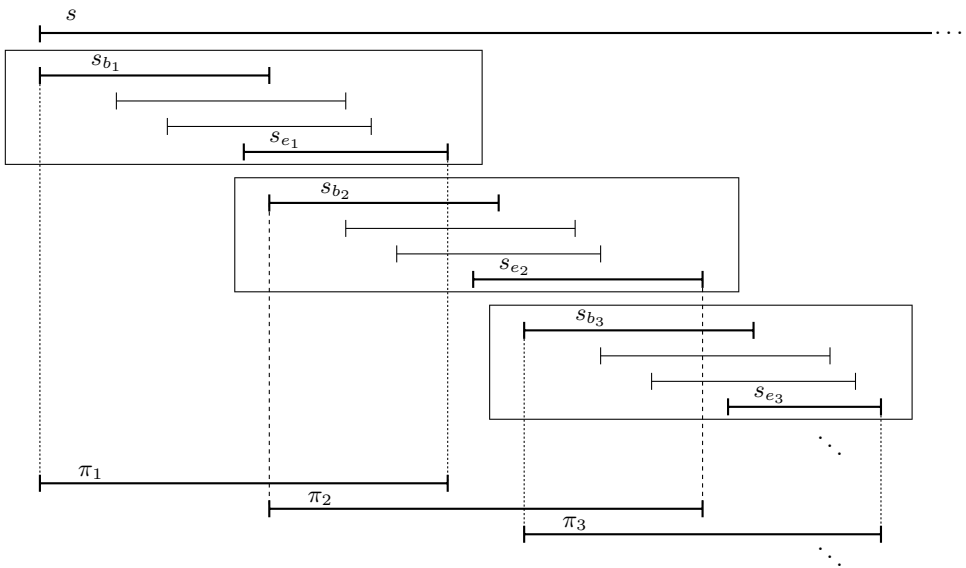 s
⋯
s_{b_1}
s_{e_1}
s_{b_2}
s_{e_2}
s_{b_3}
s_{e_3}
⋱
π_1
π_2
π_3
⋱